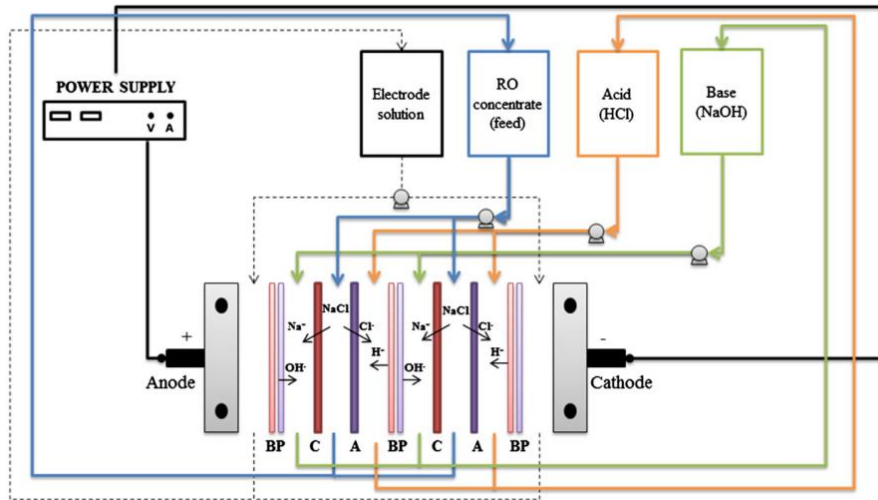 POWER SUPPLY
V A
Electrode
solution
RO
concentrate
(feed)
Acid
(HCl)
Base
(NaOH)
+
Anode
-
Cathode
NaCl
Na⁺
Cl⁻
OH⁻
H⁺
NaCl
Na⁺
Cl⁻
OH⁻
H⁺
BP C A BP C A BP